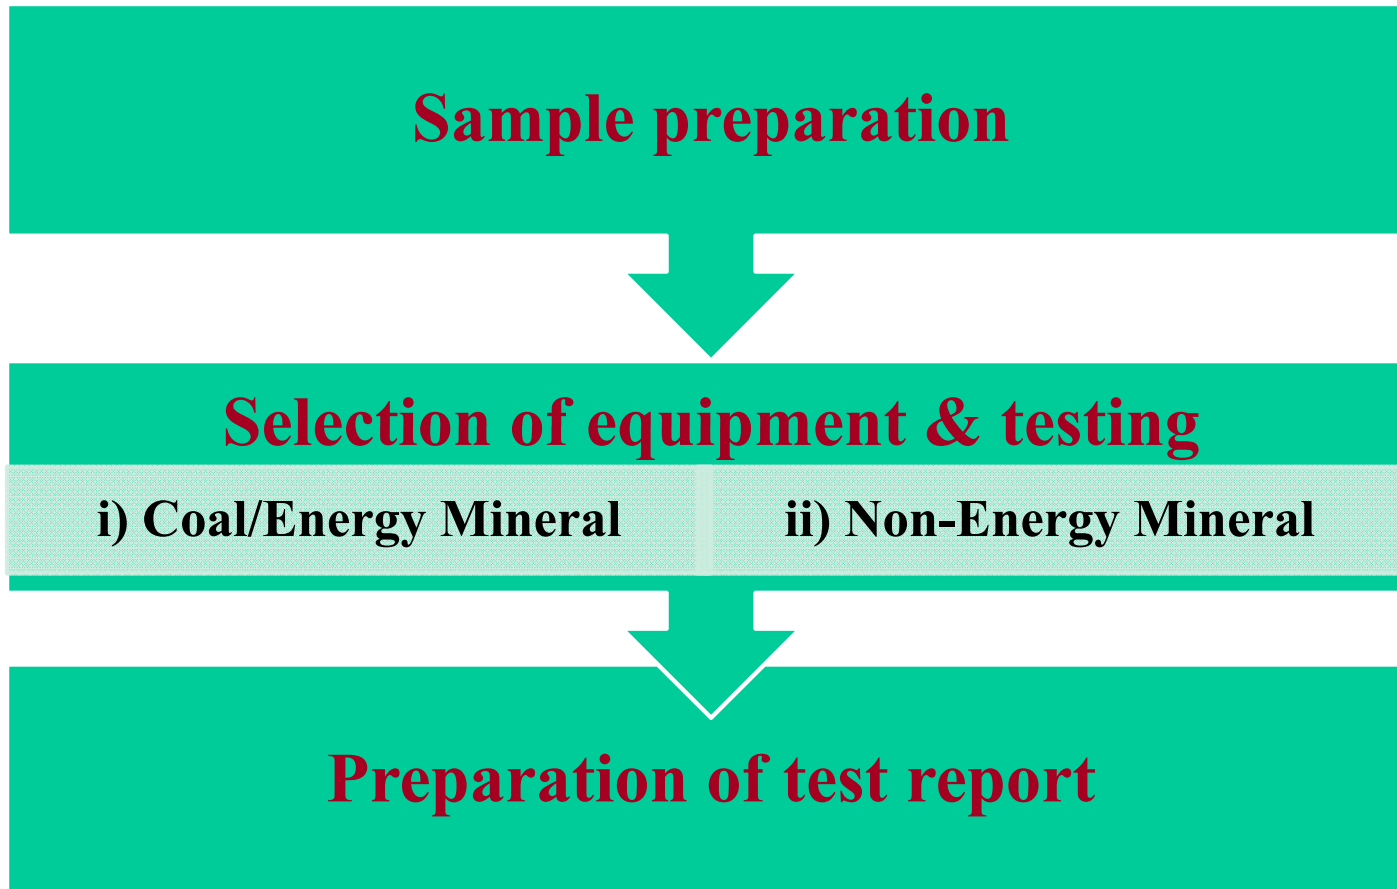 Sample preparation
Selection of equipment & testing
i) Coal/Energy Mineral
ii) Non-Energy Mineral
Preparation of test report